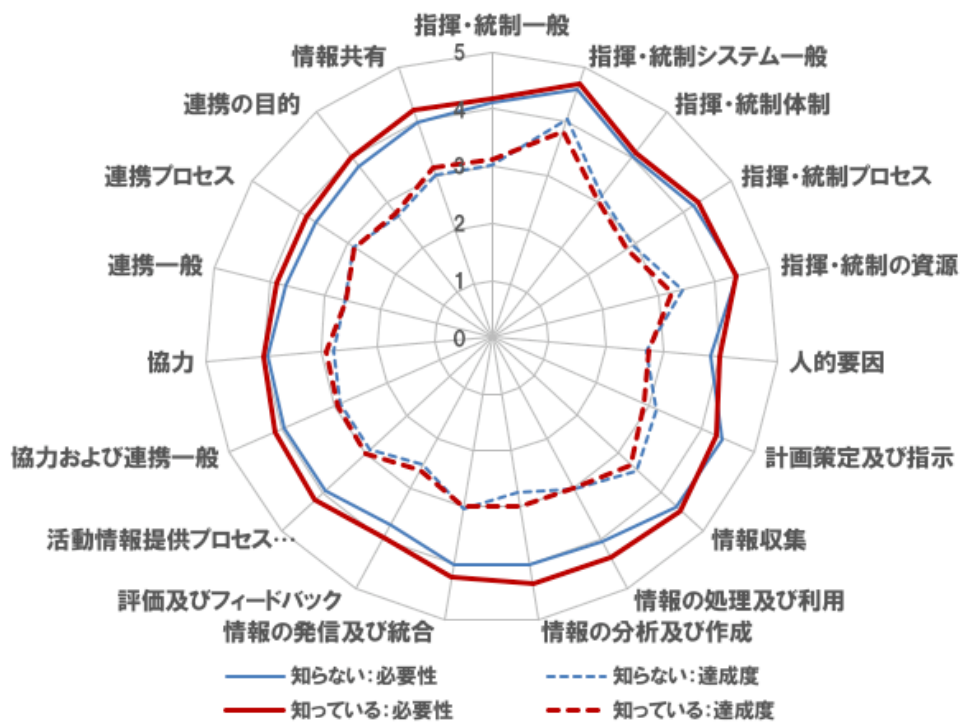 指揮・統制一般
情報共有
指揮・統制システム一般
連携の目的
指揮・統制体制
連携プロセス
指揮・統制プロセス
連携一般
指揮・統制の資源
協力
人的要因
協力および連携一般
計画策定及び指示
活動情報提供プロセス…
情報収集
評価及びフィードバック
情報の処理及び利用
情報の発信及び統合
情報の分析及び作成
5
4
3
2
1
0
知らない:必要性
知らない:達成度
知っている:必要性
知っている:達成度